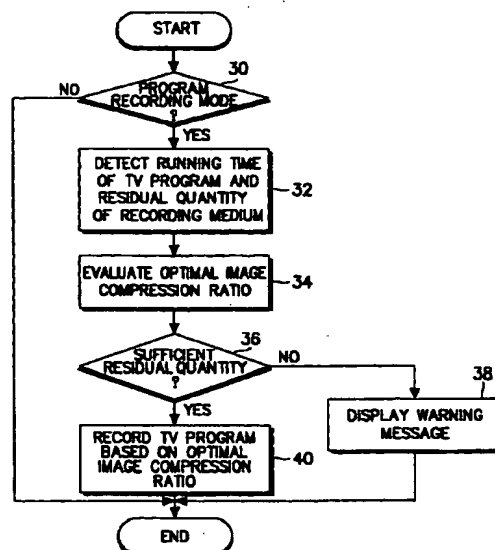 START
30
PROGRAM
RECORDING MODE
?
NO
YES
DETECT RUNNING TIME
OF TV PROGRAM AND
RESIDUAL QUANTITY
OF RECORDING MEDIUM
32
EVALUATE OPTIMAL IMAGE
COMPRESSION RATIO
34
36
SUFFICIENT
RESIDUAL QUANTITY
?
NO
YES
38
DISPLAY WARNING
MESSAGE
RECORD TV PROGRAM
BASED ON OPTIMAL
IMAGE COMPRESSION
RATIO
40
END